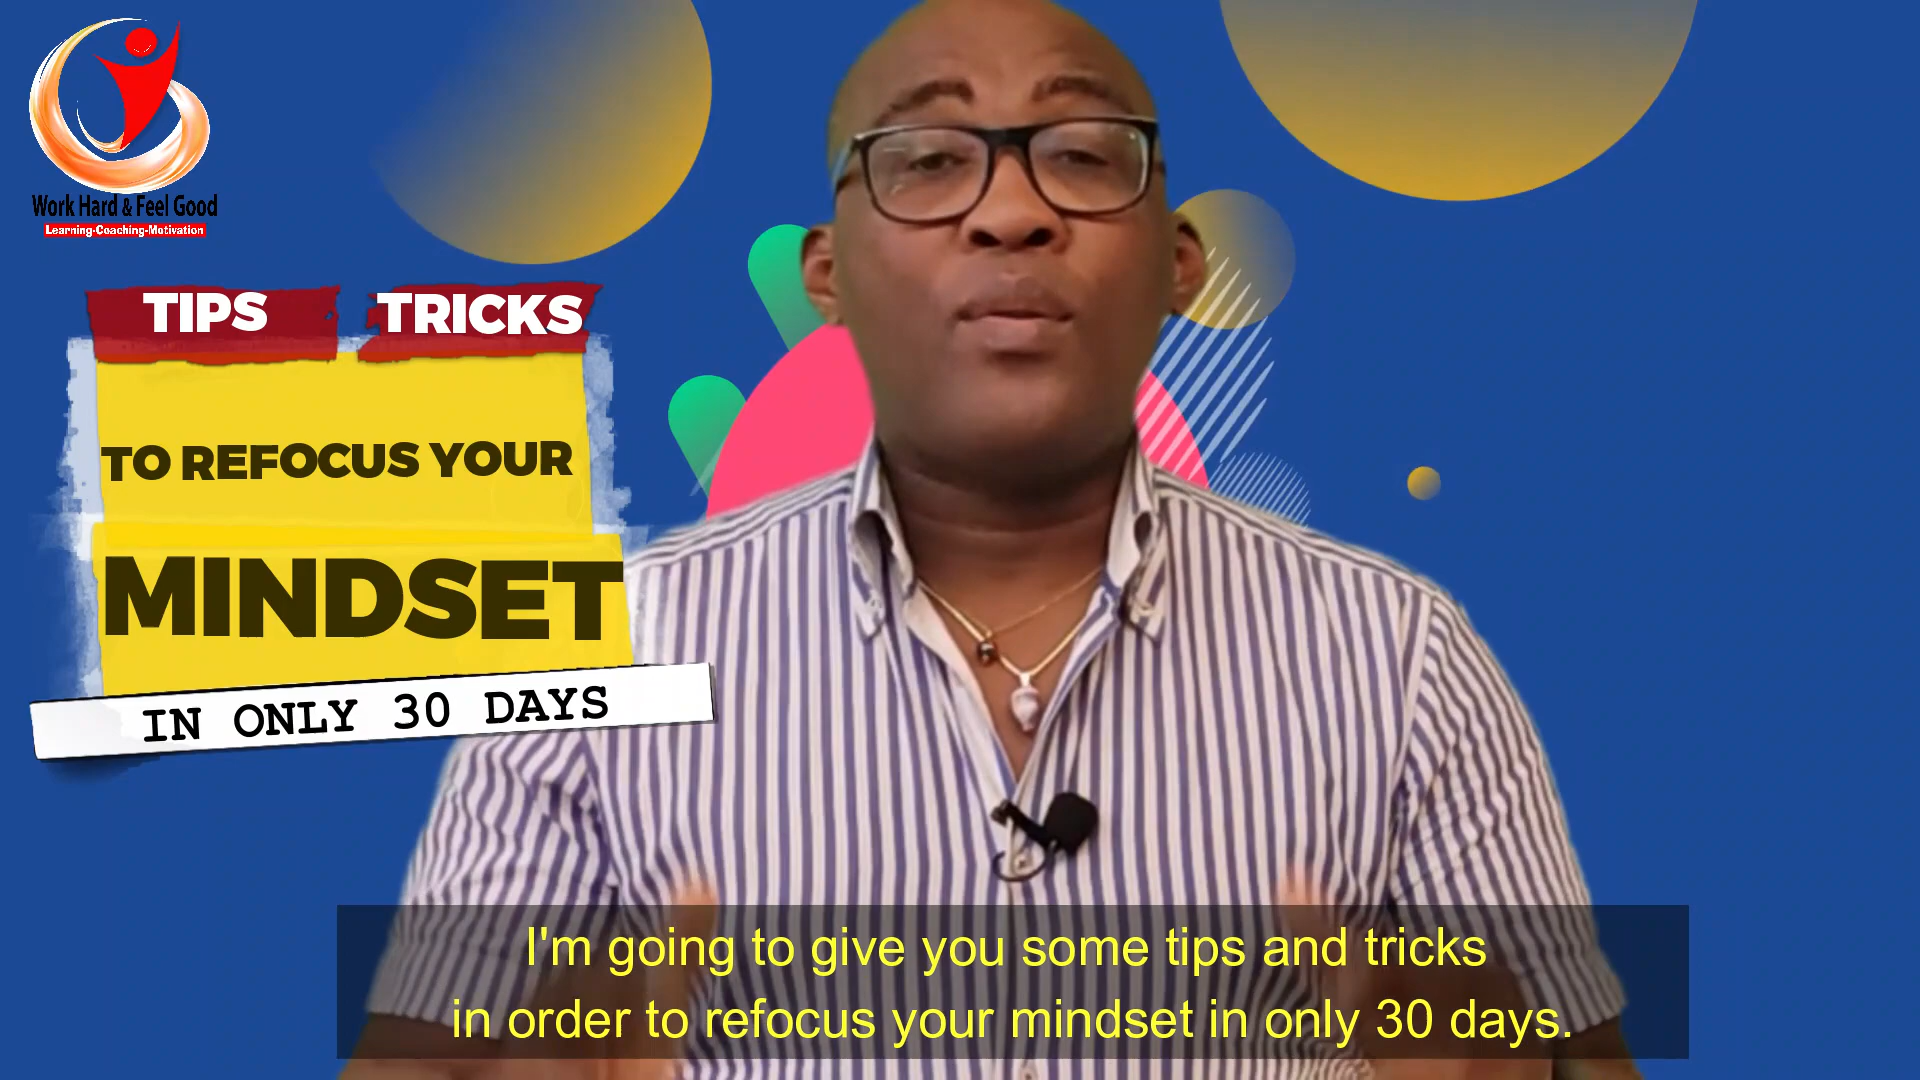 Work Hard & Feel Good
Learning-Coaching-Motivation
TIPS TRICKS
TO REFOCUS YOUR
MINDSET
IN ONLY 30 DAYS
I'm going to give you some tips and tricks
in order to refocus your mindset in only 30 days.